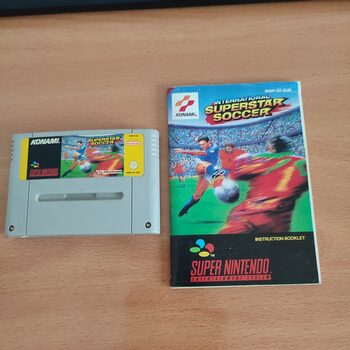 KONAMI
SUPERSTAR
SOCCER
KONAMI
INTERNATIONAL
SUPERSTAR
SOCCER
INSTRUCTION BOOKLET
SUPER NINTENDO
ENTERTAINMENT SYSTEM